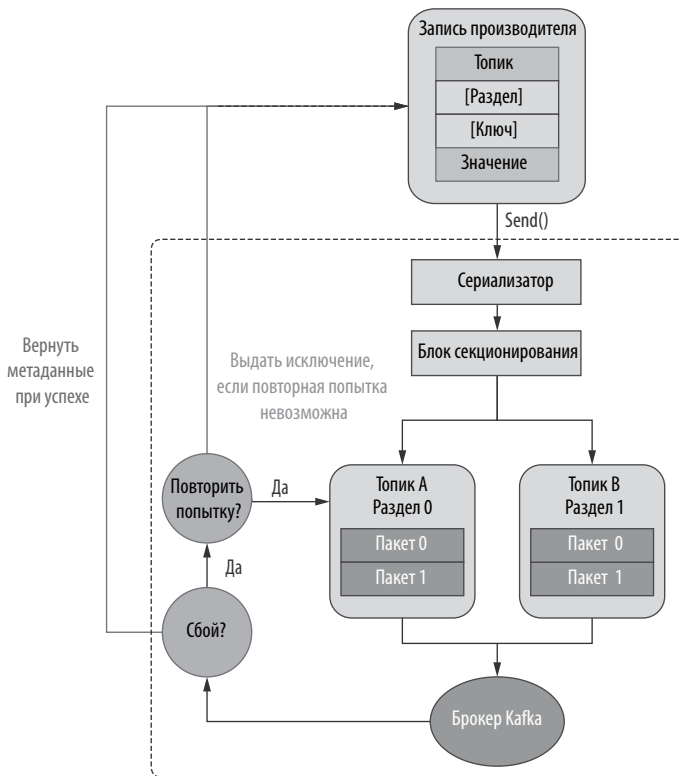 Запись производителя
Топик
[Раздел]
[Ключ]
Значение
Send()
Сериализатор
Блок секционирования
Вернуть
метаданные
при успехе
Выдать исключение,
если повторная попытка
невозможна
Повторить
попытку?
Да
Топик A
Раздел 0
Пакет 0
Пакет 1
Топик B
Раздел 1
Пакет 0
Пакет 1
Да
Сбой?
Брокер Kafka